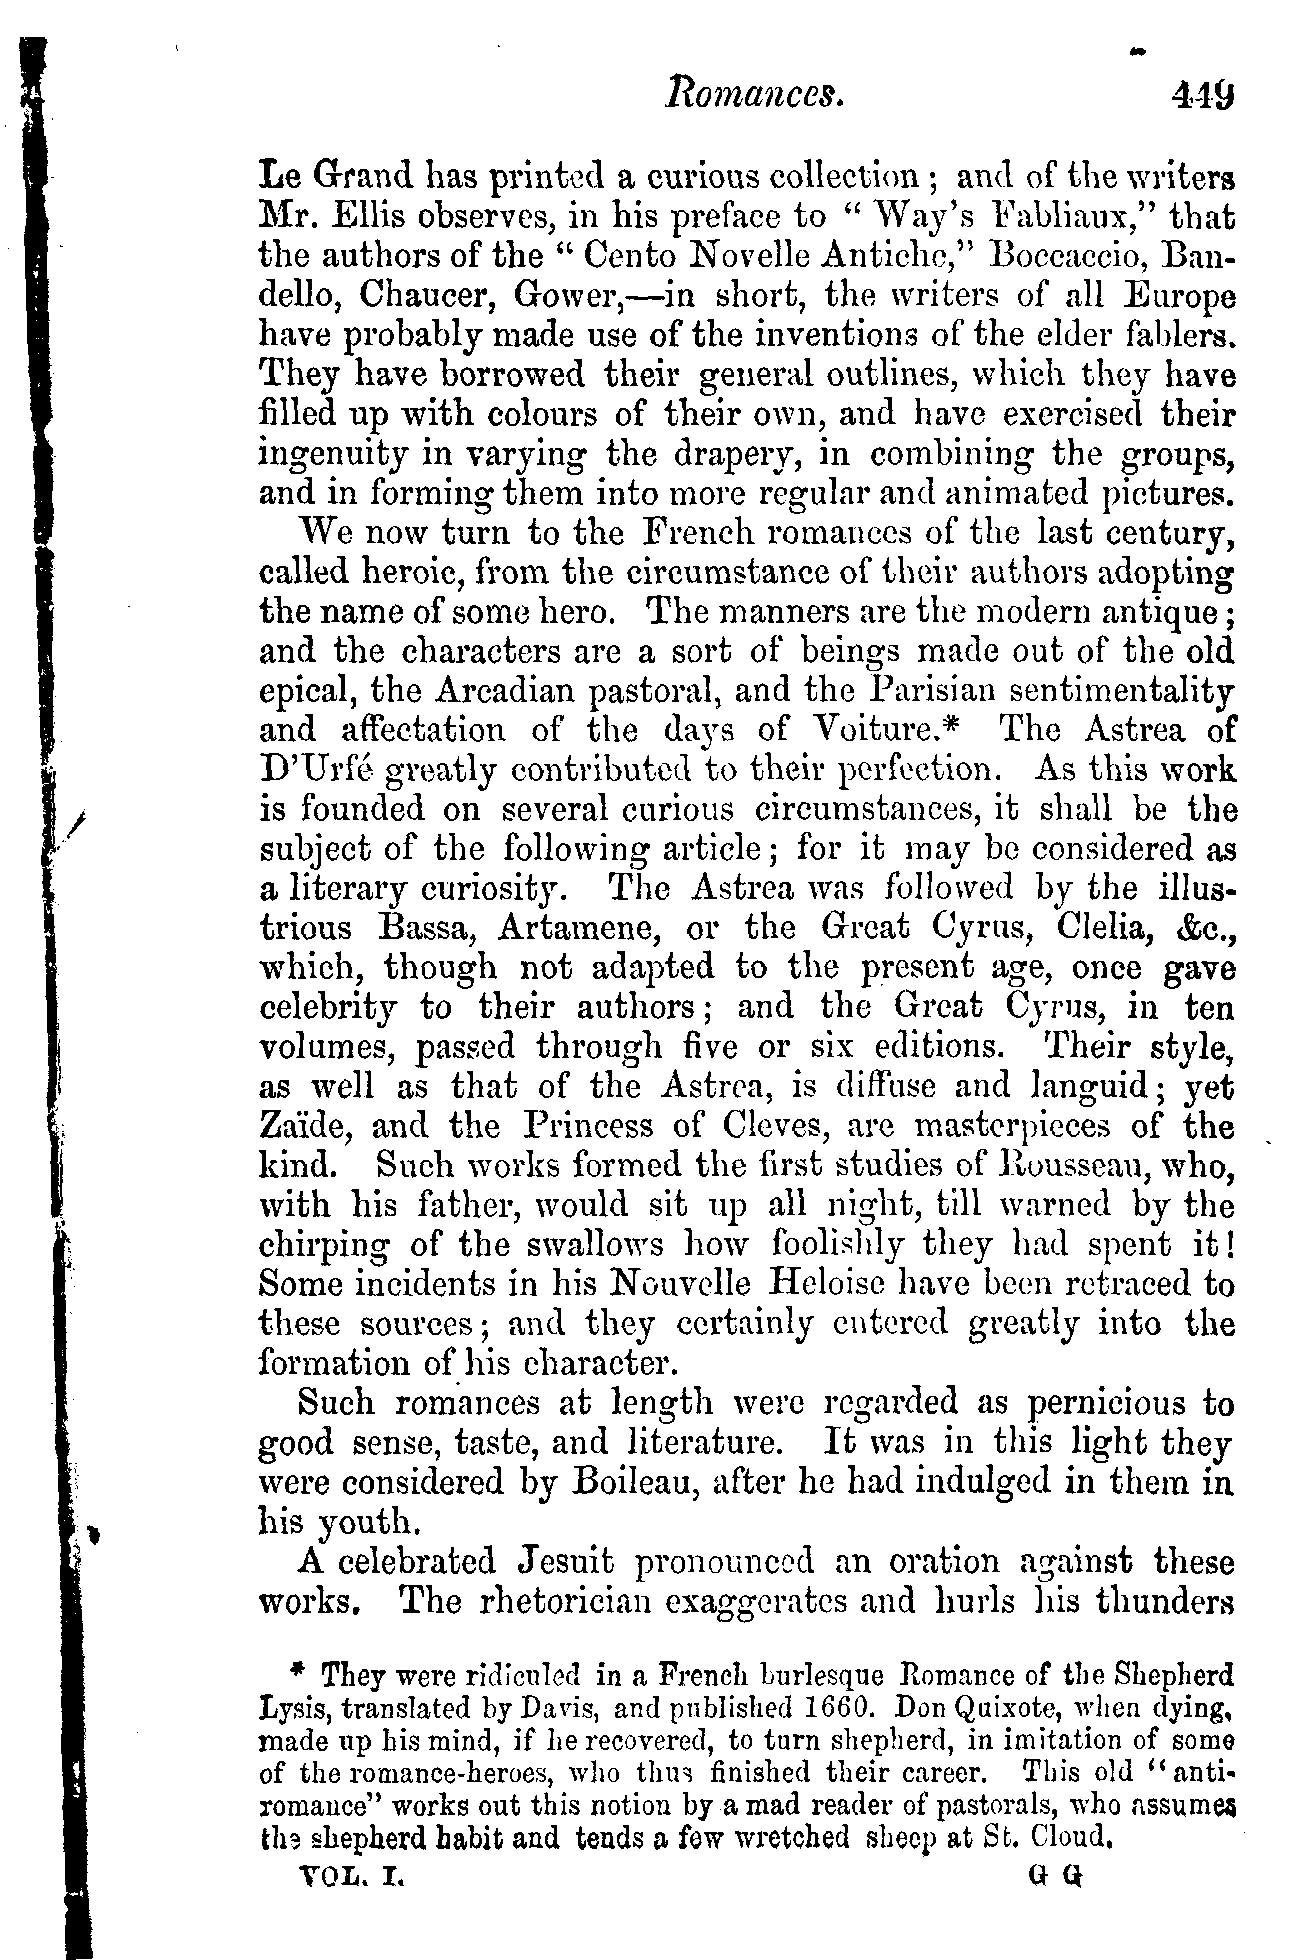 Romances. 449
Le Grand has printed a curious collection ; and of the writers
Mr. Ellis observes, in his preface to “ Way’s Fabliaux,” that
the authors of the “ Cento Novelle Antiche,” Boccaccio, Ban-
dello, Chaucer, Gower,—in short, the writers of all Europe
have probably made use of the inventions of the elder fablers.
They have borrowed their general outlines, which they have
filled up with colours of their own, and have exercised their
ingenuity in varying the drapery, in combining the groups,
and in forming them into more regular and animated pictures.
We now turn to the French romances of the last century,
called heroic, from the circumstance of their authors adopting
the name of some hero. The manners are the modern antique ;
and the characters are a sort of beings made out of the old
epical, the Arcadian pastoral, and the Parisian sentimentality
and affectation of the days of Voiture.* The Astrea of
D’Urfé greatly contributed to their perfection. As this work
is founded on several curious circumstances, it shall be the
subject of the following article ; for it may be considered as
a literary curiosity. The Astrea was followed by the illus-
trious Bassa, Artamene, or the Great Cyrus, Clelia, &c.,
which, though not adapted to the present age, once gave
celebrity to their authors ; and the Great Cyrus, in ten
volumes, passed through five or six editions. Their style,
as well as that of the Astrea, is diffuse and languid ; yet
Zaïde, and the Princess of Cleves, are masterpieces of the
kind. Such works formed the first studies of Rousseau, who,
with his father, would sit up all night, till warned by the
chirping of the swallows how foolishly they had spent it !
Some incidents in his Nouvelle Heloise have been retraced to
these sources ; and they certainly entered greatly into the
formation of his character.
Such romances at length were regarded as pernicious to
good sense, taste, and literature. It was in this light they
were considered by Boileau, after he had indulged in them in
his youth.
A celebrated Jesuit pronounced an oration against these
works. The rhetorician exaggerates and hurls his thunders
* They were ridiculed in a French burlesque Romance of the Shepherd
Lysis, translated by Davis, and published 1660. Don Quixote, when dying,
made up his mind, if he recovered, to turn shepherd, in imitation of some
of the romance-heroes, who thus finished their career. This old “ anti-
romance” works out this notion by a mad reader of pastorals, who assumes
the shepherd habit and tends a few wretched sheep at St. Cloud.
VOL. I. G G